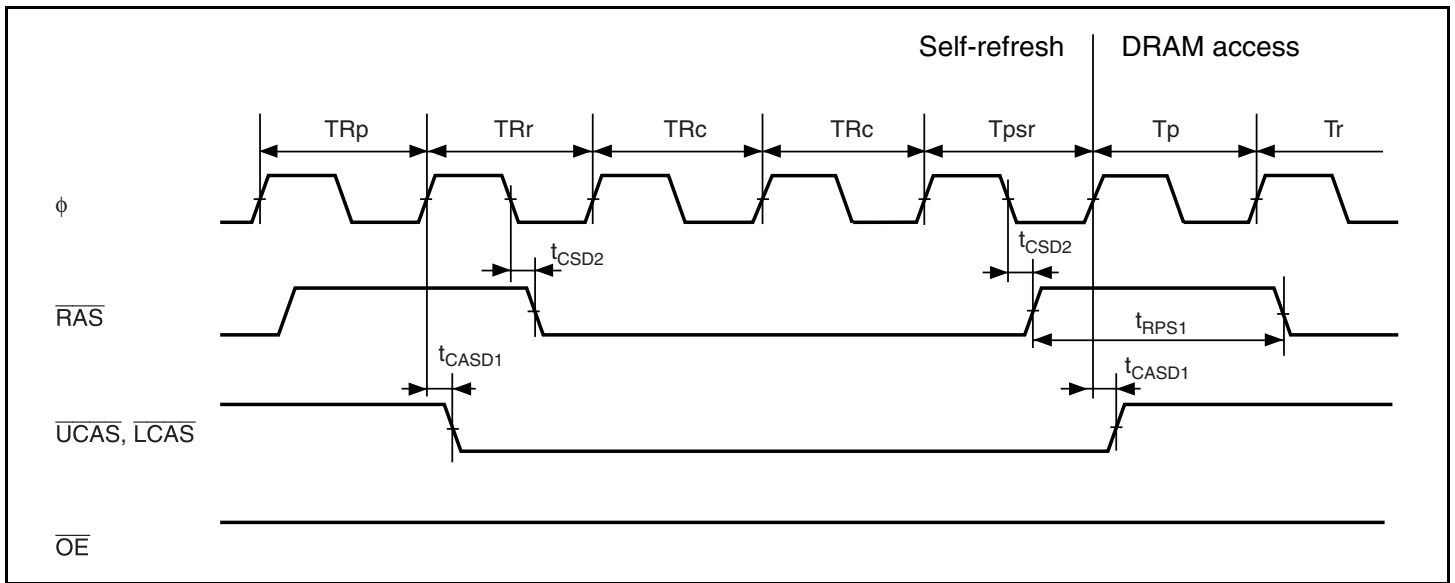 Self-refresh DRAM access
TRp TRr TRc TRc Tpsr Tp Tr
ϕ
tCSD2 tCSD2
RAS
tRPS1
tCASD1 tCASD1
UCAS, LCAS
OE